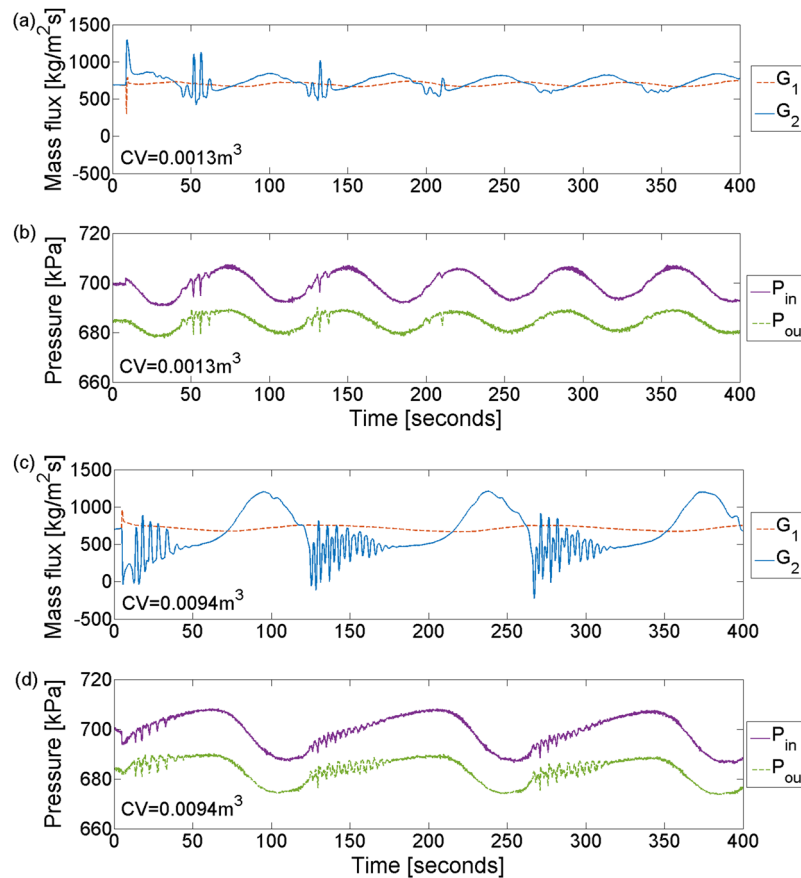 (a)
Mass flux [kg/m²s]
1500
1000
500
0
-500
CV=0.0013m³
0 50 100 150 200 250 300 350 400
G₁
G₂
(b)
Pressure [kPa]
720
700
680
660
CV=0.0013m³
0 50 100 150 200 250 300 350 400
Time [seconds]
P_in
P_ou
(c)
Mass flux [kg/m²s]
1500
1000
500
0
-500
CV=0.0094m³
0 50 100 150 200 250 300 350 400
G₁
G₂
(d)
Pressure [kPa]
720
700
680
660
CV=0.0094m³
0 50 100 150 200 250 300 350 400
Time [seconds]
P_in
P_ou